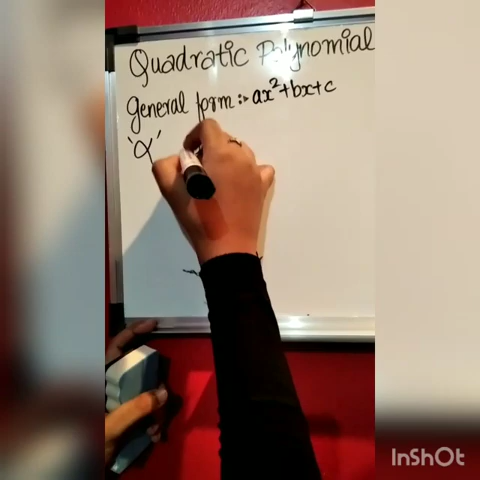 Quadratic Polynomial
General form :- ax²+bx+c
'α'
InShOt